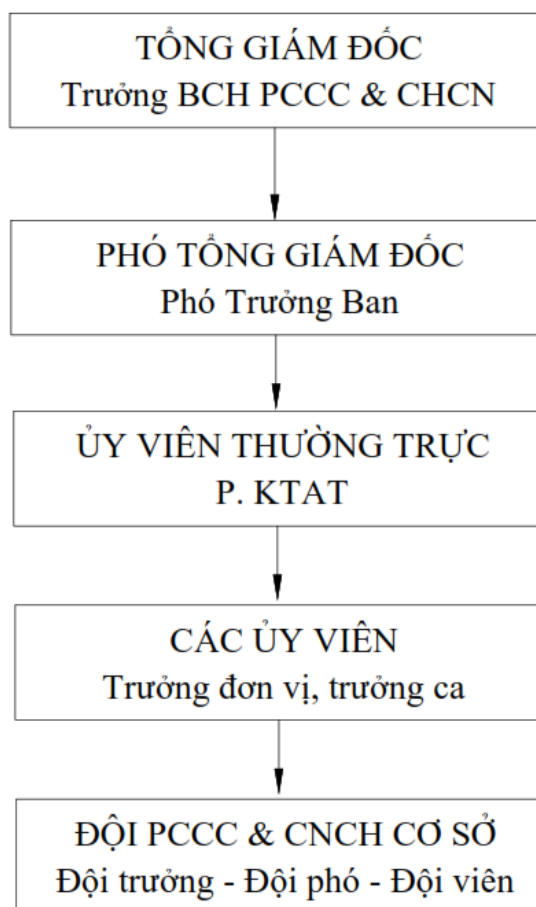 TỔNG GIÁM ĐỐC
Trưởng BCH PCCC & CHCN
PHÓ TỔNG GIÁM ĐỐC
Phó Trưởng Ban
ỦY VIÊN THƯỜNG TRỰC
P. KTAT
CÁC ỦY VIÊN
Trưởng đơn vị, trưởng ca
ĐỘI PCCC & CNCH CƠ SỞ
Đội trưởng - Đội phó - Đội viên